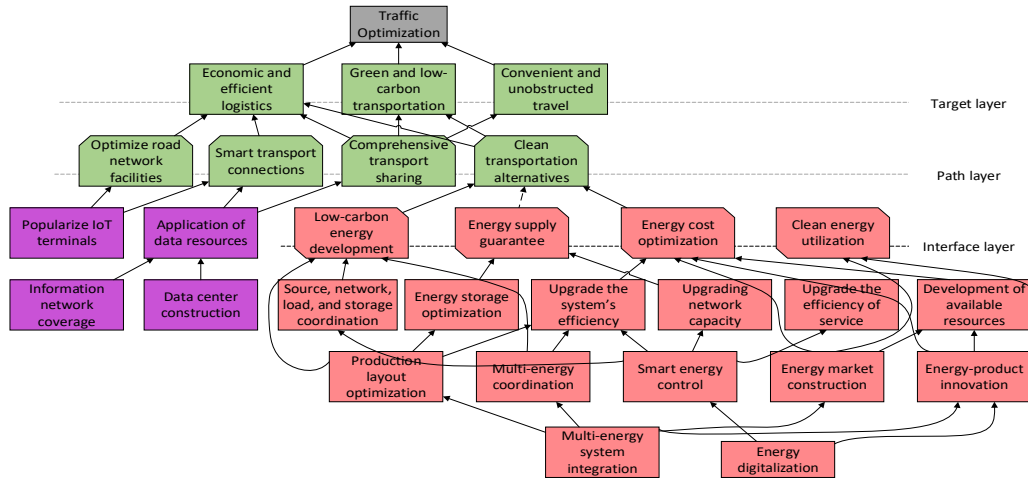 Traffic
Optimization
Economic and
efficient
logistics
Green and low-
carbon
transportation
Convenient and
unobstructed
travel
Target layer
Optimize road
network
facilities
Smart transport
connections
Comprehensive
transport
sharing
Clean
transportation
alternatives
Path layer
Popularize IoT
terminals
Application of
data resources
Low-carbon
energy
development
Energy supply
guarantee
Energy cost
optimization
Clean energy
utilization
Interface layer
Information
network
coverage
Data center
construction
Source, network,
load, and storage
coordination
Energy storage
optimization
Upgrade the
system's
efficiency
Upgrading
network
capacity
Upgrade the
efficiency of
service
Development of
available
resources
Production
layout
optimization
Multi-energy
coordination
Smart energy
control
Energy market
construction
Energy-product
innovation
Multi-energy
system
integration
Energy
digitalization